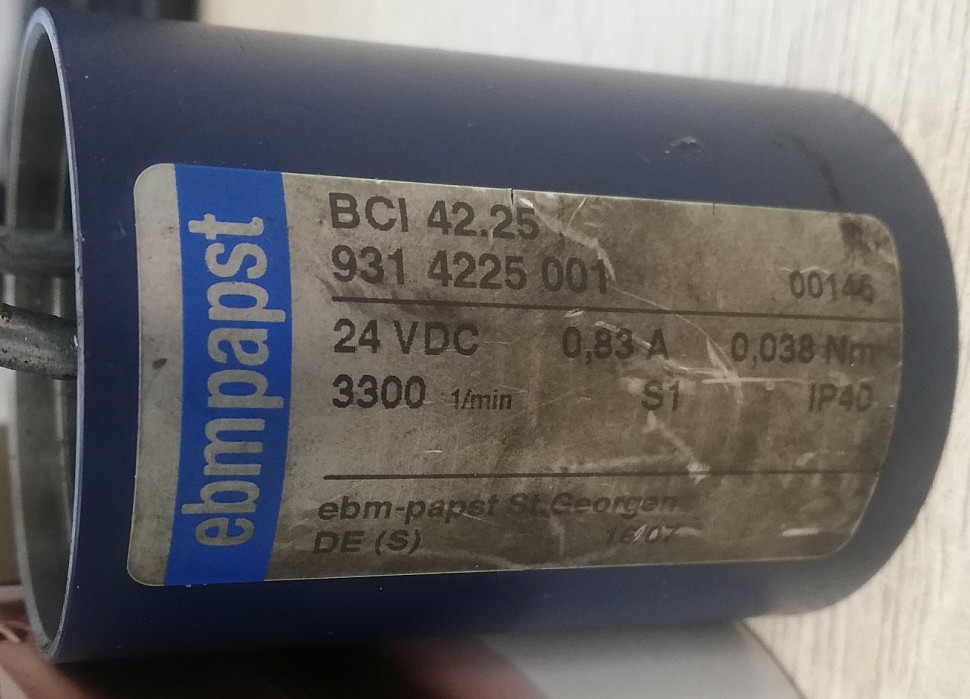 ebmpapst
BCI 42.25
931 4225 001 00146
24 VDC 0,83 A 0,038 Nm
3300 1/min S1 IP40
ebm-papst St.Georgen
DE (S) 16/07